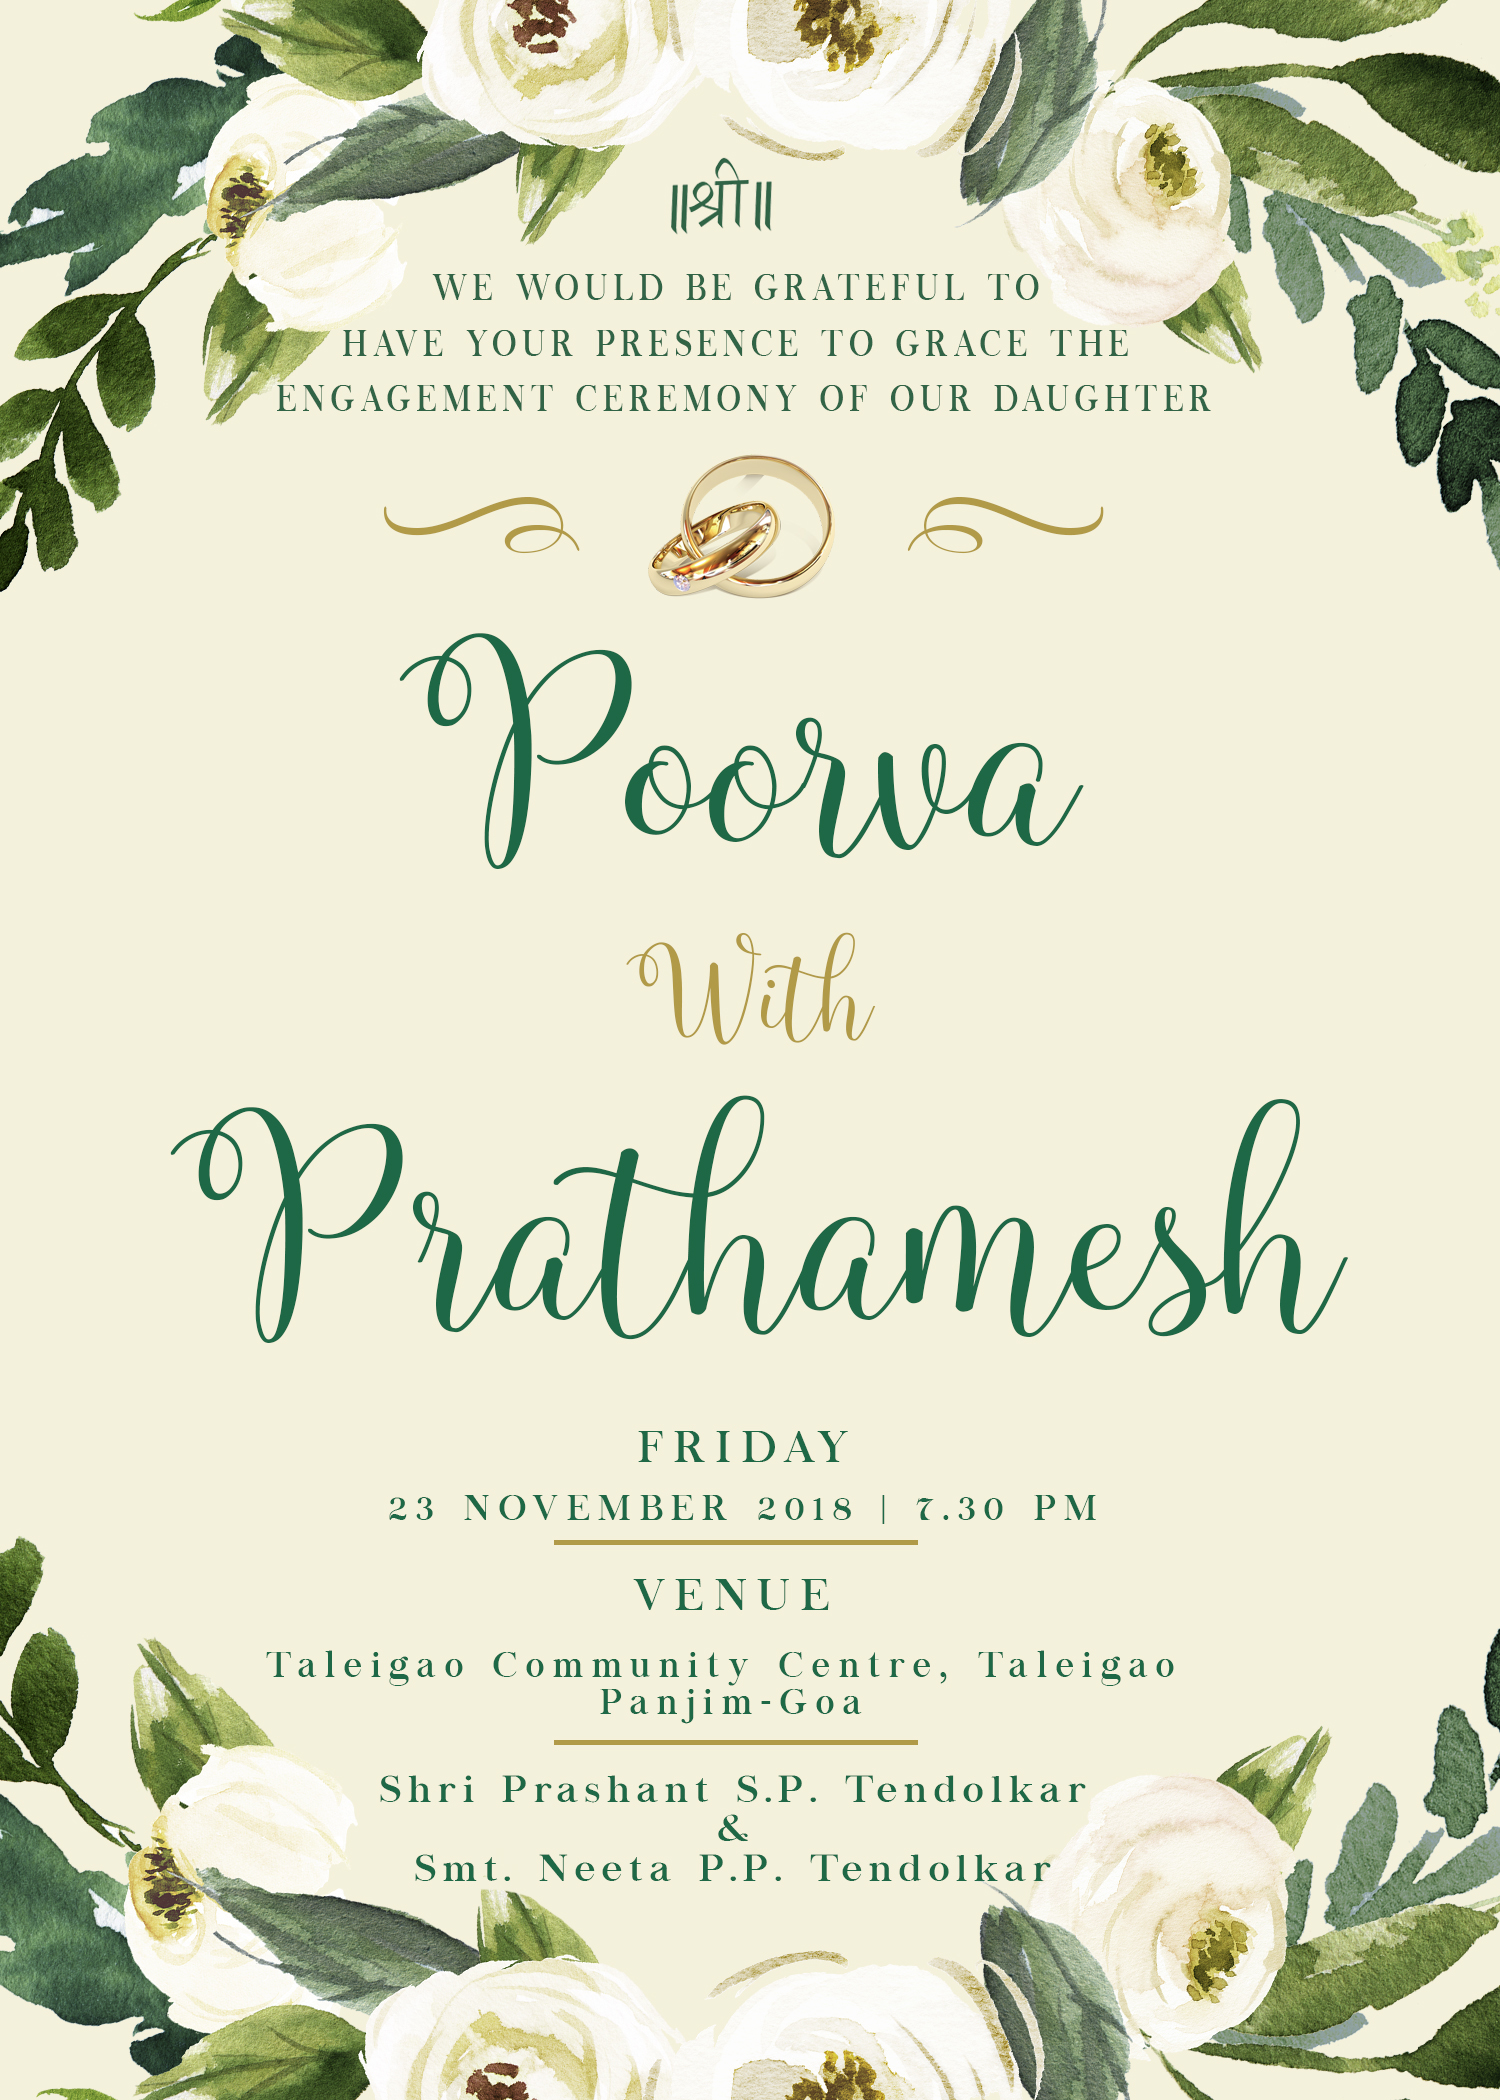 ॥श्री॥
WE WOULD BE GRATEFUL TO
HAVE YOUR PRESENCE TO GRACE THE
ENGAGEMENT CEREMONY OF OUR DAUGHTER
Poorva
With
Prathamesh
FRIDAY
23 NOVEMBER 2018 | 7.30 PM
VENUE
Taleigao Community Centre, Taleigao
Panjim-Goa
Shri Prashant S.P. Tendolkar
&
Smt. Neeta P.P. Tendolkar